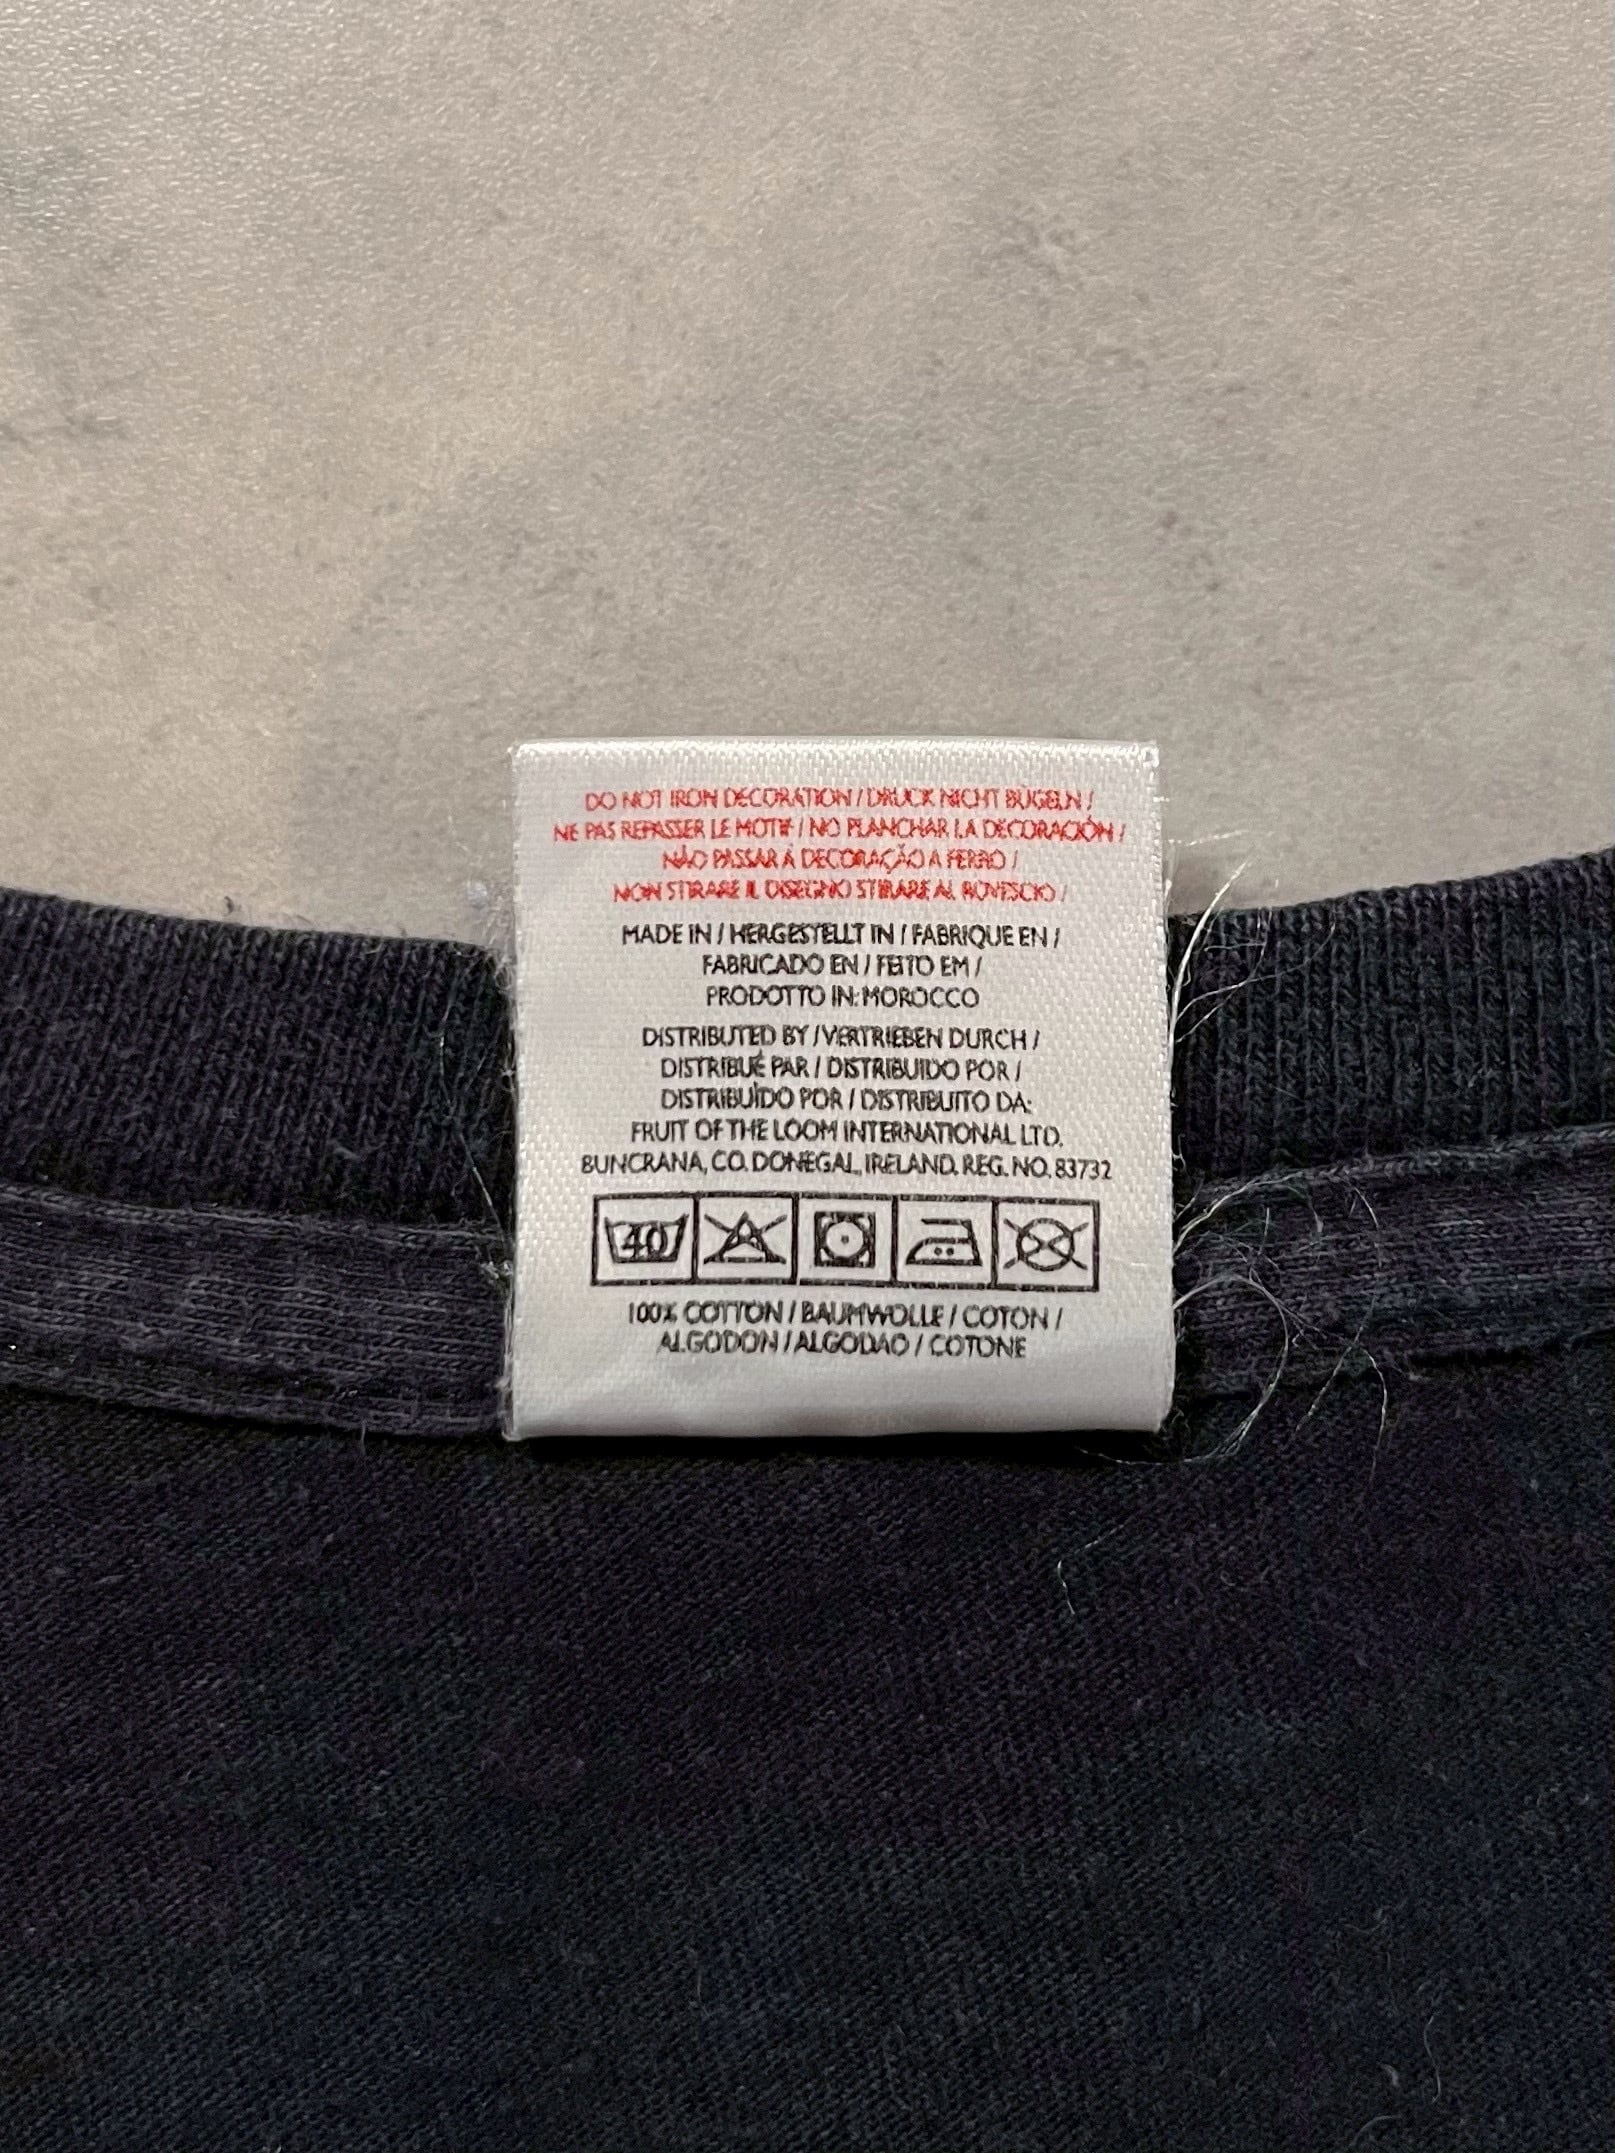 DO NOT IRON DECORATION / DRUCK NICHT BÜGELN /
NE PAS REPASSER LE MOTIF / NO PLANCHAR LA DECORACIÓN /
NÃO PASSAR Á DECORAÇÃO A FERRO /
NON STIRARE IL DISEGNO STIRARE AL ROVESCIO /
MADE IN / HERGESTELLT IN / FABRIQUE EN /
FABRICADO EN / FEITO EM /
PRODOTTO IN: MOROCCO
DISTRIBUTED BY / VERTRIEBEN DURCH /
DISTRIBUÉ PAR / DISTRIBUIDO POR /
DISTRIBUÍDO POR / DISTRIBUITO DA:
FRUIT OF THE LOOM INTERNATIONAL LTD.
BUNCRANA, CO. DONEGAL, IRELAND. REG. NO. 83732
40
100% COTTON / BAUMWOLLE / COTON /
ALGODON / ALGODAO / COTONE